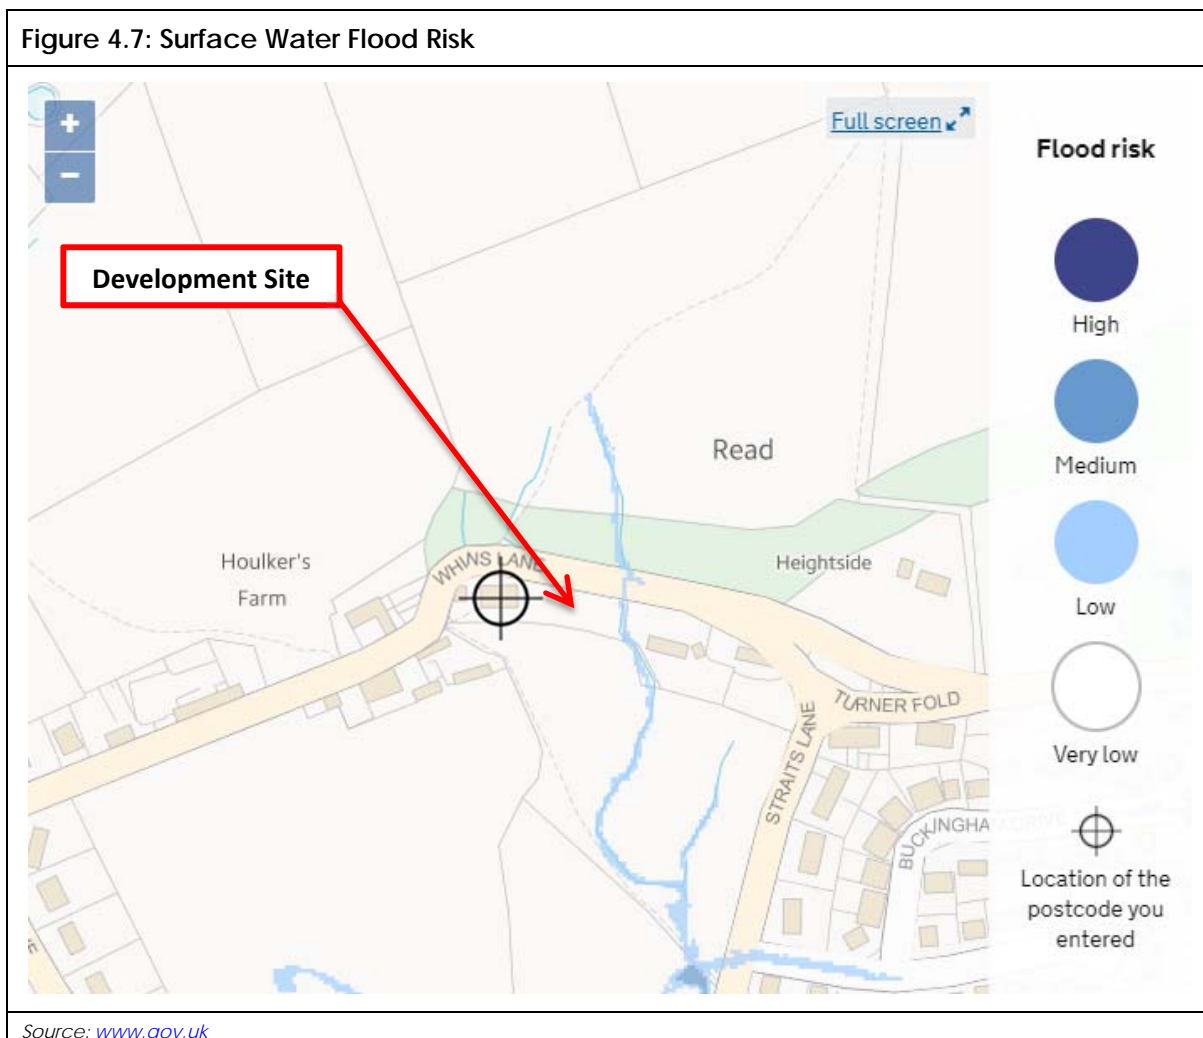 Figure 4.7: Surface Water Flood Risk
+
−
Full screen
Development Site
Flood risk
High
Medium
Low
Very low
Location of the
postcode you
entered
Read
Houlker's
Farm
WHINS LANE
Heightside
TURNER FOLD
STRAITS LANE
BUCKINGHAM DRIVE
Source: www.gov.uk